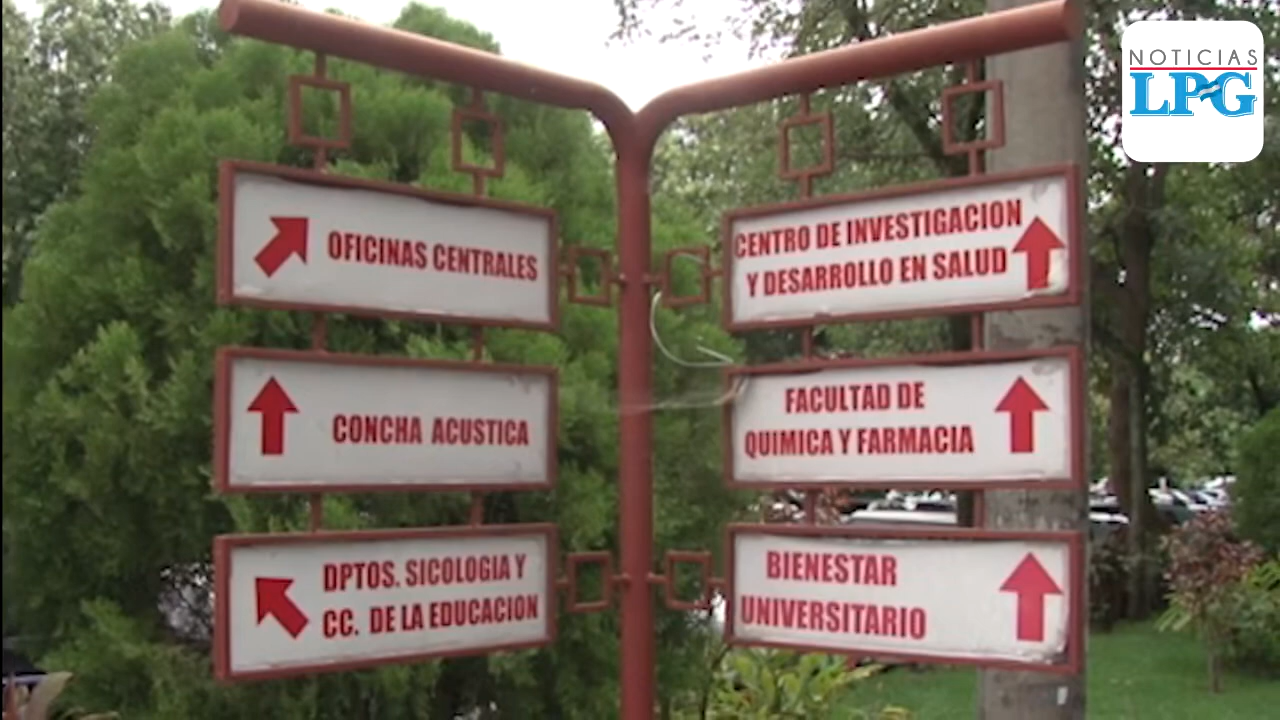 NOTICIAS
LPG
OFICINAS CENTRALES
CONCHA ACUSTICA
DPTOS. SICOLOGIA Y
CC. DE LA EDUCACION
CENTRO DE INVESTIGACION
Y DESARROLLO EN SALUD
FACULTAD DE
QUIMICA Y FARMACIA
BIENESTAR
UNIVERSITARIO